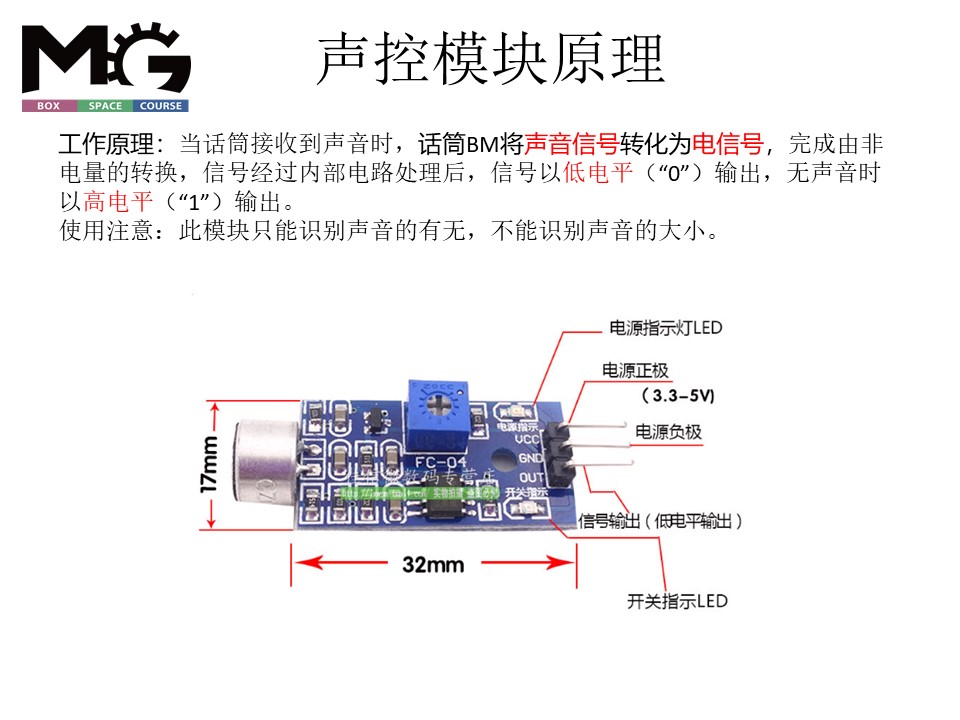 MG
BOX SPACE COURSE
声控模块原理
工作原理：当话筒接收到声音时，话筒BM将声音信号转化为电信号，完成由非
电量的转换，信号经过内部电路处理后，信号以低电平（“0”）输出，无声音时
以高电平（“1”）输出。
使用注意：此模块只能识别声音的有无，不能识别声音的大小。
电源指示灯LED
电源正极
（3.3-5V)
电源负极
信号输出（低电平输出）
开关指示LED
17mm
32mm
3362
电源指示
VCC
GND
OUT
开关指示
FC-04
数码专营店
实物拍摄